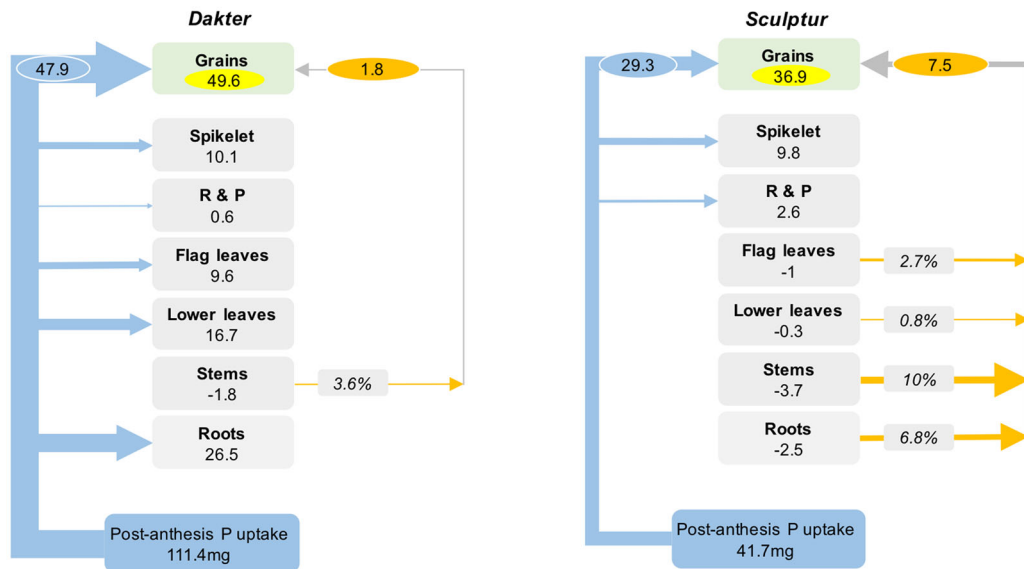 Dakter
47.9
Grains
49.6
1.8
Spikelet
10.1
R & P
0.6
Flag leaves
9.6
Lower leaves
16.7
Stems
-1.8
3.6%
Roots
26.5
Post-anthesis P uptake
111.4mg
Sculptur
29.3
Grains
36.9
7.5
Spikelet
9.8
R & P
2.6
Flag leaves
-1
2.7%
Lower leaves
-0.3
0.8%
Stems
-3.7
10%
Roots
-2.5
6.8%
Post-anthesis P uptake
41.7mg